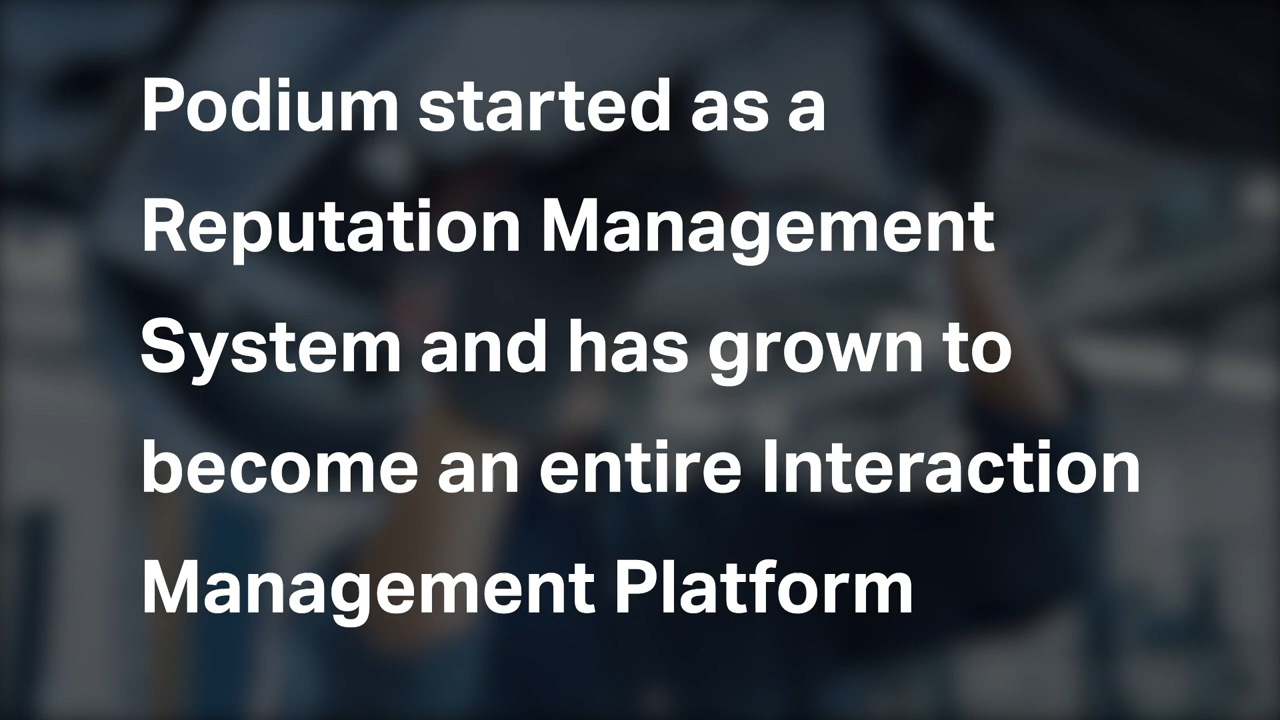 Podium started as a
Reputation Management
System and has grown to
become an entire Interaction
Management Platform